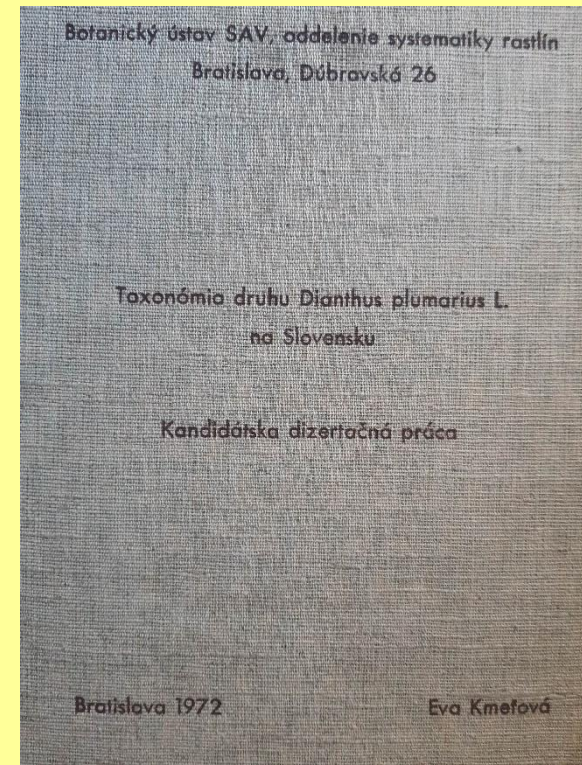 Botanický ústav SAV, oddelenie systematiky rastlín
Bratislava, Dúbravská 26
Taxonómia druhu Dianthus plumarius L.
na Slovensku
Kandidátska dizertačná práca
Bratislava 1972
Eva Kmeťová